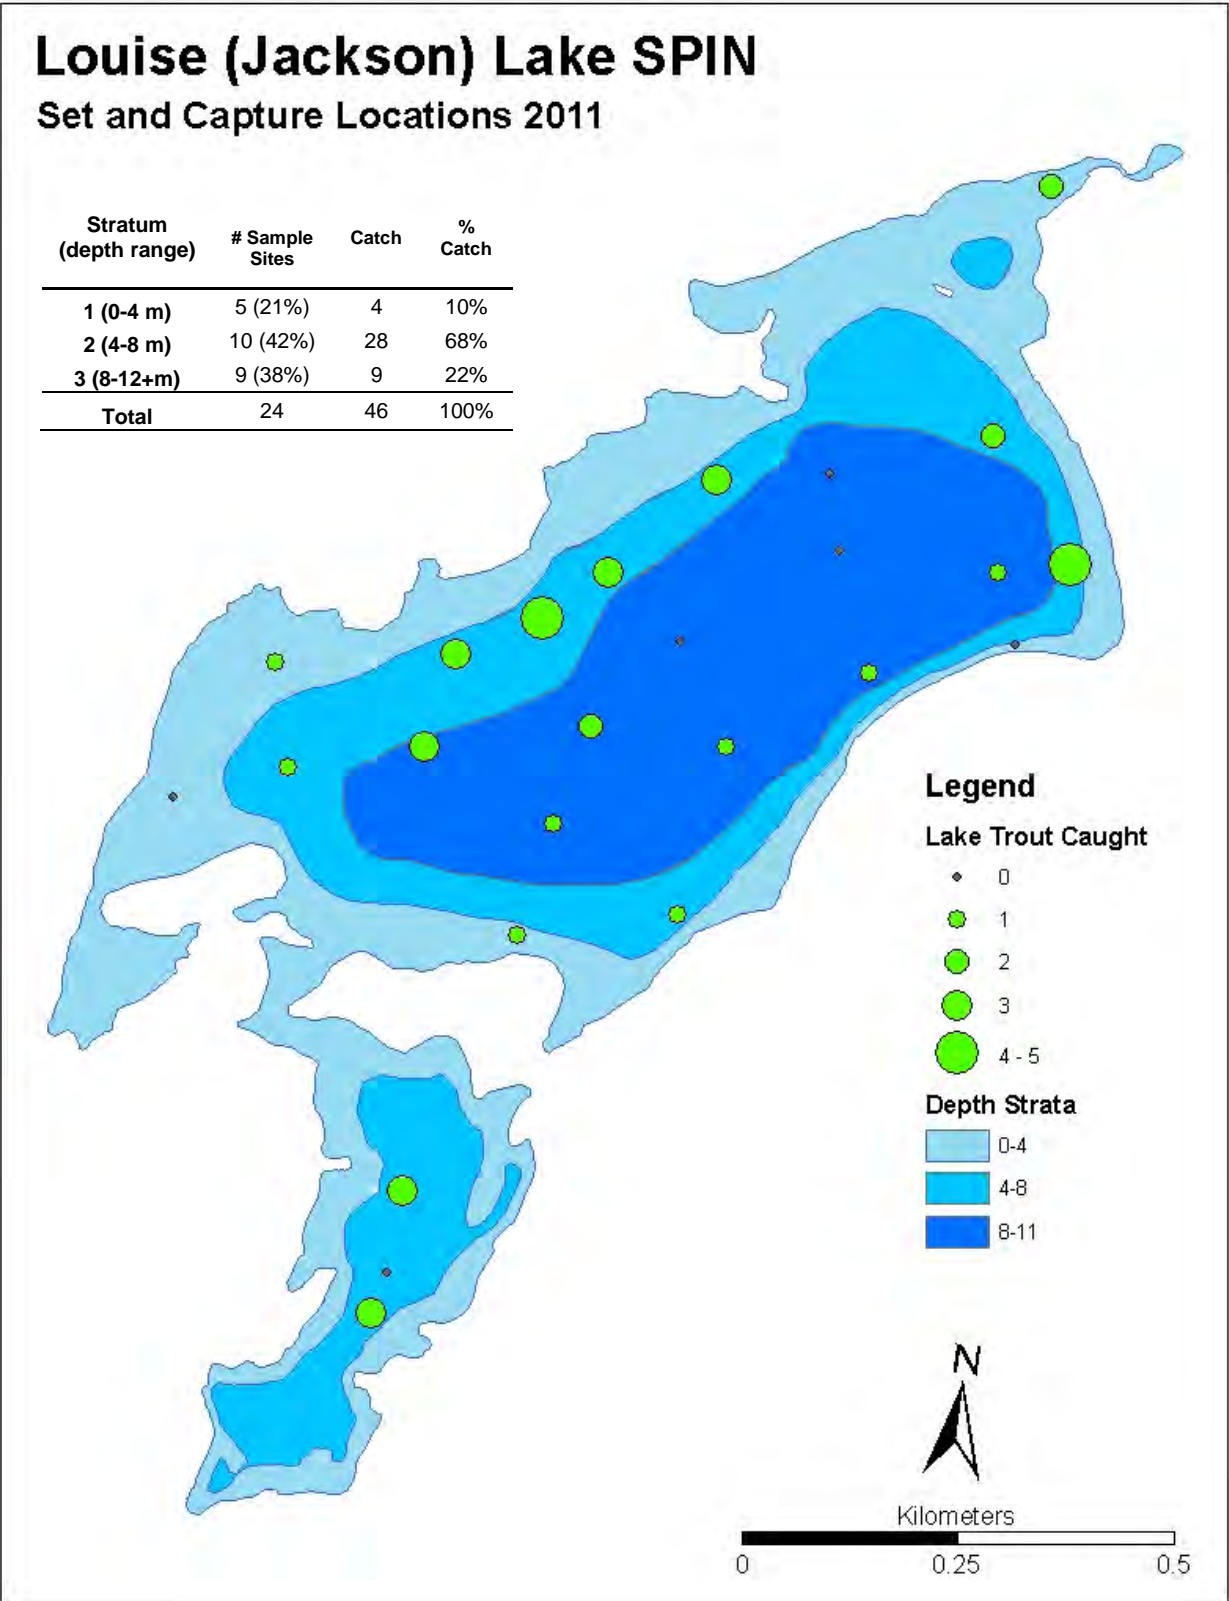 Louise (Jackson) Lake SPIN
Set and Capture Locations 2011
Stratum (depth range) # Sample Sites Catch % Catch
1 (0-4 m) 5 (21%) 4 10%
2 (4-8 m) 10 (42%) 28 68%
3 (8-12+m) 9 (38%) 9 22%
Total 24 46 100%
Legend
Lake Trout Caught
0
1
2
3
4 - 5
Depth Strata
0-4
4-8
8-11
N
Kilometers
0 0.25 0.5